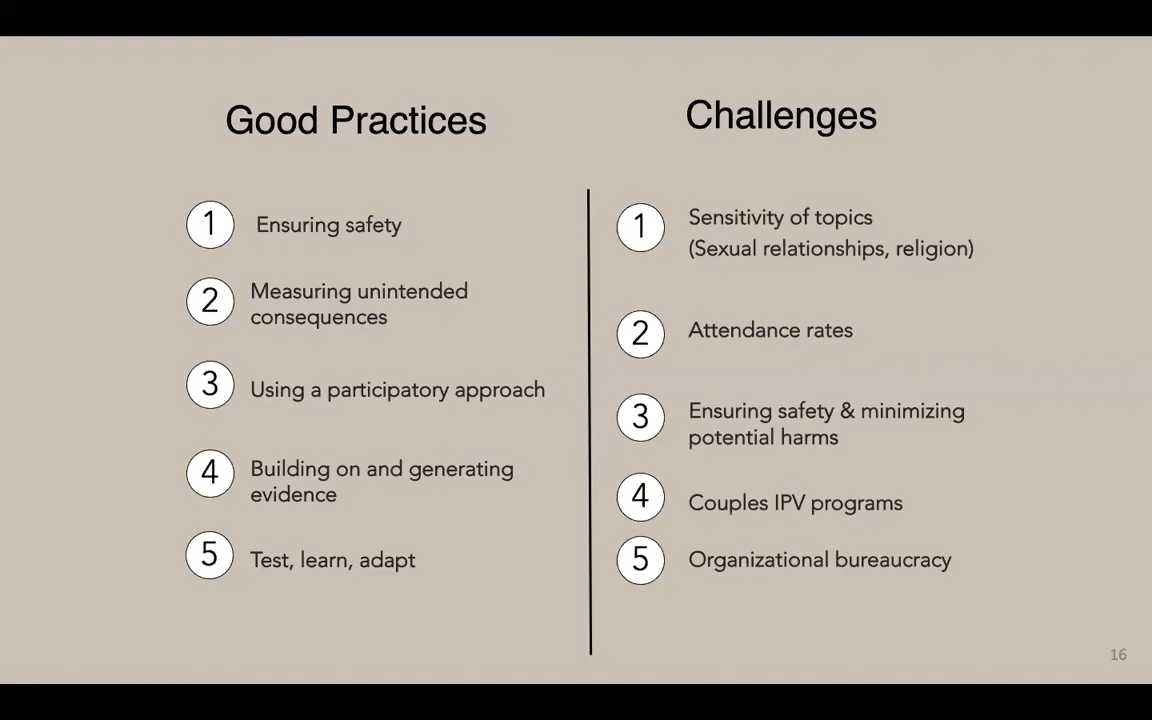 Good Practices
1
Ensuring safety
2
Measuring unintended
consequences
3
Using a participatory approach
4
Building on and generating
evidence
5
Test, learn, adapt
Challenges
1
Sensitivity of topics
(Sexual relationships, religion)
2
Attendance rates
3
Ensuring safety & minimizing
potential harms
4
Couples IPV programs
5
Organizational bureaucracy
16